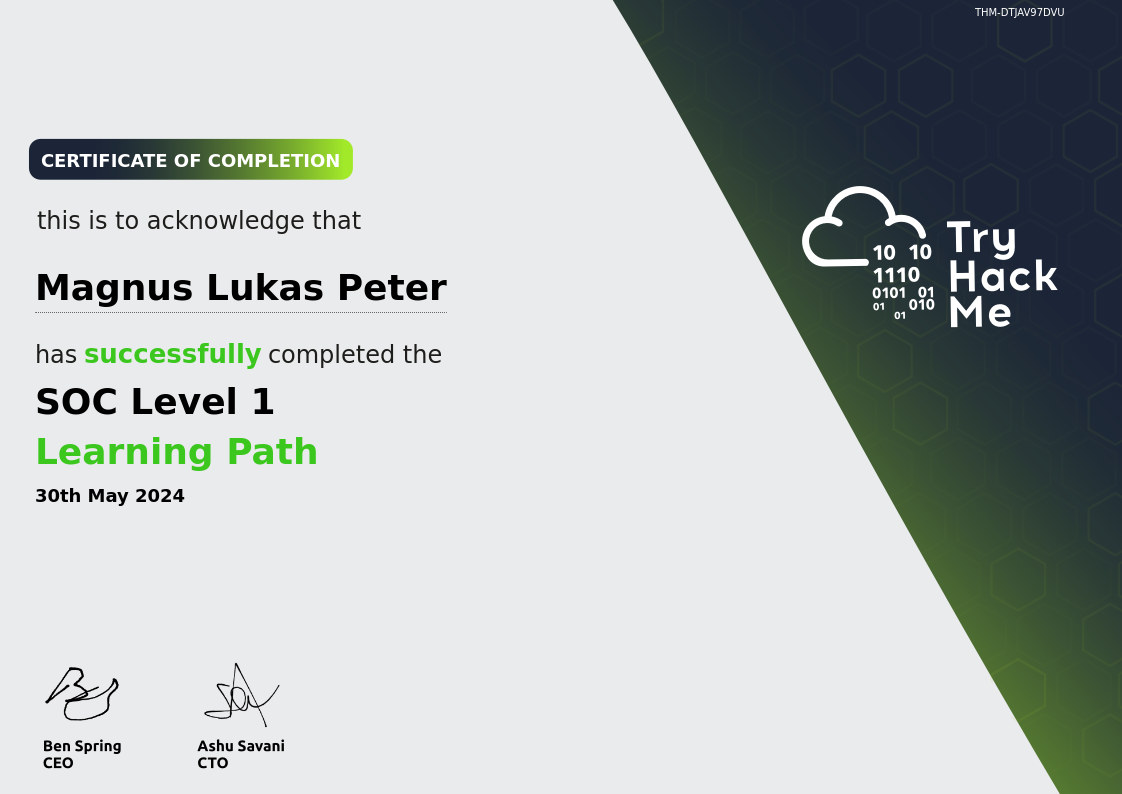 THM-DTJAV97DVU
CERTIFICATE OF COMPLETION
this is to acknowledge that
Magnus Lukas Peter
has successfully completed the
SOC Level 1
Learning Path
30th May 2024
Try
Hack
Me
10 10
1110
0101 01
01 010
01
Ben Spring
CEO
Ashu Savani
CTO